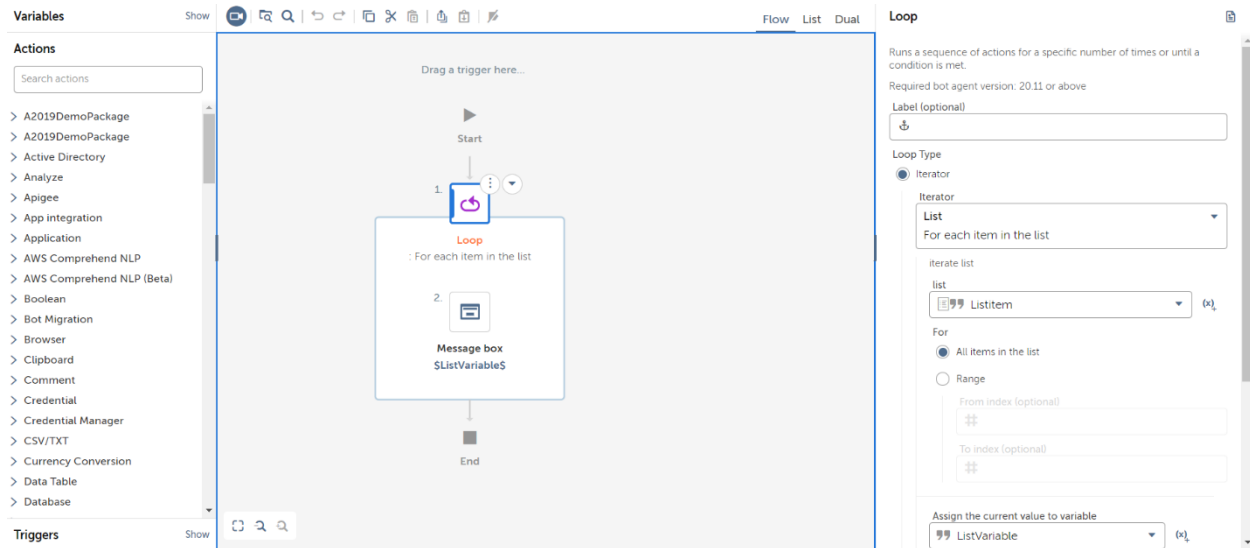 Variables
Show
Actions
Search actions
A2019DemoPackage
A2019DemoPackage
Active Directory
Analyze
Apigee
App integration
Application
AWS Comprehend NLP
AWS Comprehend NLP (Beta)
Boolean
Bot Migration
Browser
Clipboard
Comment
Credential
Credential Manager
CSV/TXT
Currency Conversion
Data Table
Database
Triggers
Show
Flow List Dual
Drag a trigger here...
Start
1.
Loop
: For each item in the list
2.
Message box
$ListVariable$
End
Loop
Runs a sequence of actions for a specific number of times or until a
condition is met.
Required bot agent version: 20.11 or above
Label (optional)
Loop Type
Iterator
Iterator
List
For each item in the list
iterate list
list
Listitem
(x)+
For
All items in the list
Range
From index (optional)
#
To index (optional)
#
Assign the current value to variable
ListVariable
(x)+